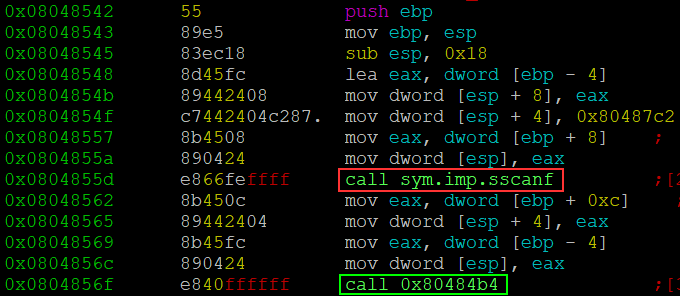 0x08048542 55 push ebp
0x08048543 89e5 mov ebp, esp
0x08048545 83ec18 sub esp, 0x18
0x08048548 8d45fc lea eax, dword [ebp - 4]
0x0804854b 89442408 mov dword [esp + 8], eax
0x0804854f c7442404c287. mov dword [esp + 4], 0x80487c2
0x08048557 8b4508 mov eax, dword [ebp + 8] ;
0x0804855a 890424 mov dword [esp], eax
0x0804855d e866feffff call sym.imp.sscanf ;[
0x08048562 8b450c mov eax, dword [ebp + 0xc] ;
0x08048565 89442404 mov dword [esp + 4], eax
0x08048569 8b45fc mov eax, dword [ebp - 4]
0x0804856c 890424 mov dword [esp], eax
0x0804856f e840ffffff call 0x80484b4 ;[